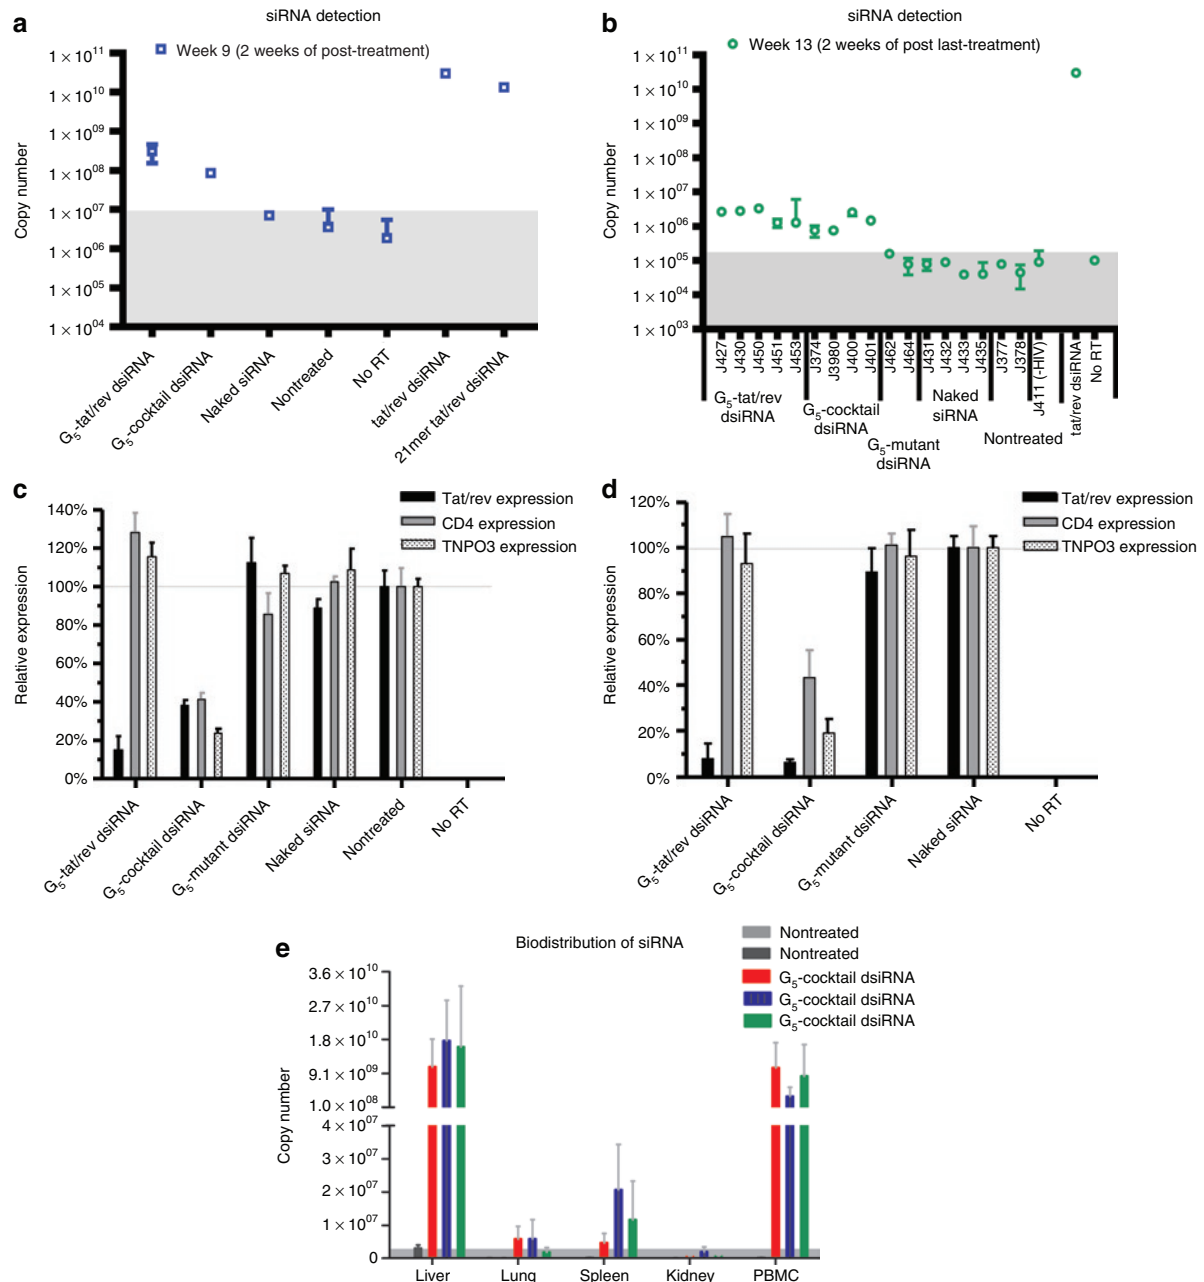 a
siRNA detection
Week 9 (2 weeks of post-treatment)
Copy number
1 × 10^11
1 × 10^10
1 × 10^09
1 × 10^08
1 × 10^07
1 × 10^06
1 × 10^05
1 × 10^04
G5-tat/rev dsiRNA
G5-cocktail dsiRNA
Naked siRNA
Nontreated
No RT
tat/rev dsiRNA
21mer tat/rev dsiRNA
b
siRNA detection
Week 13 (2 weeks of post last-treatment)
Copy number
1 × 10^11
1 × 10^10
1 × 10^09
1 × 10^08
1 × 10^07
1 × 10^06
1 × 10^05
1 × 10^04
1 × 10^03
J427
J430
J450
J451
J453
J374
J3980
J400
J401
J462
J464
J431
J432
J433
J435
J377
J378
J411 (-HIV)
tat/rev dsiRNA
No RT
G5-tat/rev
dsiRNA
G5-cocktail
dsiRNA
G5-mutant
dsiRNA
Naked
siRNA
Nontreated
c
Tat/rev expression
CD4 expression
TNPO3 expression
Relative expression
140%
120%
100%
80%
60%
40%
20%
0%
G5-tat/rev dsiRNA
G5-cocktail dsiRNA
G5-mutant dsiRNA
Naked siRNA
Nontreated
No RT
d
Tat/rev expression
CD4 expression
TNPO3 expression
Relative expression
120%
100%
80%
60%
40%
20%
0%
G5-tat/rev dsiRNA
G5-cocktail dsiRNA
G5-mutant dsiRNA
Naked siRNA
No RT
e
Biodistribution of siRNA
Nontreated
Nontreated
G5-cocktail dsiRNA
G5-cocktail dsiRNA
G5-cocktail dsiRNA
Copy number
3.6 × 10^10
2.7 × 10^10
1.8 × 10^10
9.1 × 10^09
1.0 × 10^08
4 × 10^07
3 × 10^07
2 × 10^07
1 × 10^07
0
Liver
Lung
Spleen
Kidney
PBMC